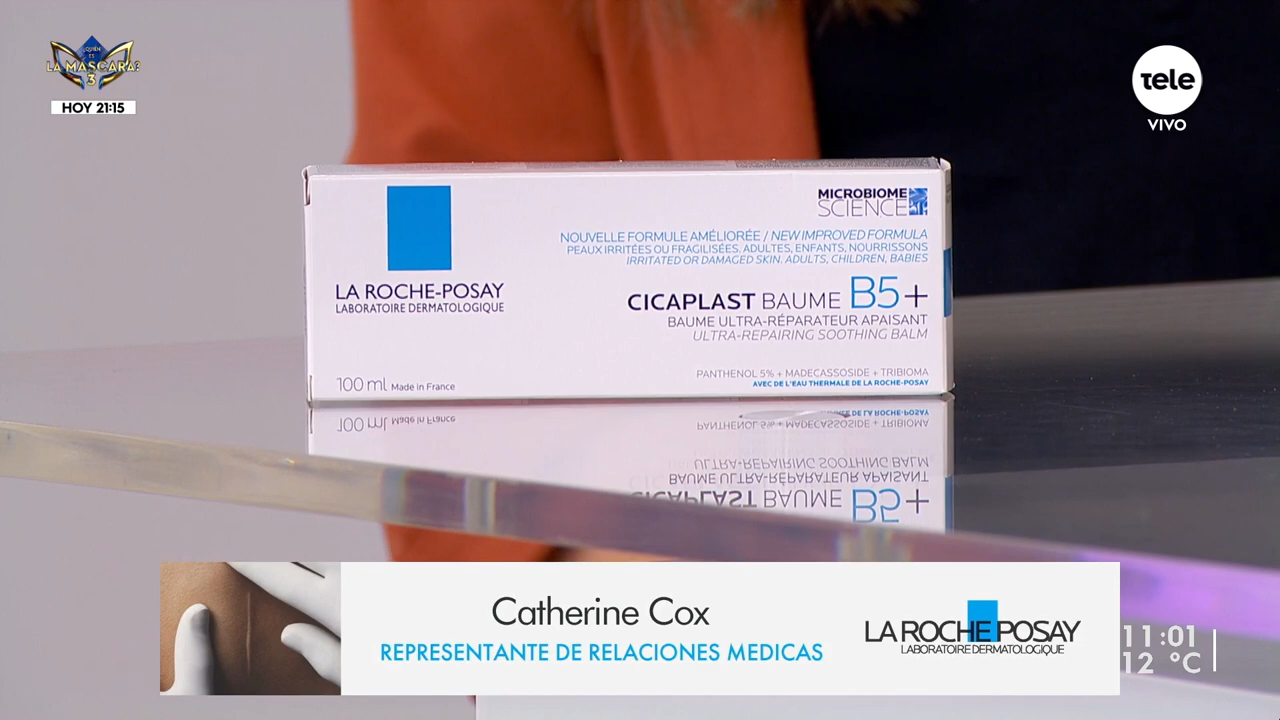 ¿QUIÉN
ES
LA MÁSCARA?
3
HOY 21:15
tele
VIVO
MICROBIOME
SCIENCE
NOUVELLE FORMULE AMÉLIORÉE / NEW IMPROVED FORMULA
PEAUX IRRITÉES OU FRAGILISÉES. ADULTES, ENFANTS, NOURRISSONS
IRRITATED OR DAMAGED SKIN. ADULTS, CHILDREN, BABIES
LA ROCHE-POSAY
LABORATOIRE DERMATOLOGIQUE
CICAPLAST BAUME B5+
BAUME ULTRA-RÉPARATEUR APAISANT
ULTRA-REPAIRING SOOTHING BALM
PANTHENOL 5% + MADECASSOSIDE + TRIBIOMA
AVEC DE L'EAU THERMALE DE LA ROCHE-POSAY
100 ml Made in France
Catherine Cox
REPRESENTANTE DE RELACIONES MEDICAS
LA ROCHE POSAY
LABORATOIRE DERMATOLOGIQUE
11:01
12 °C